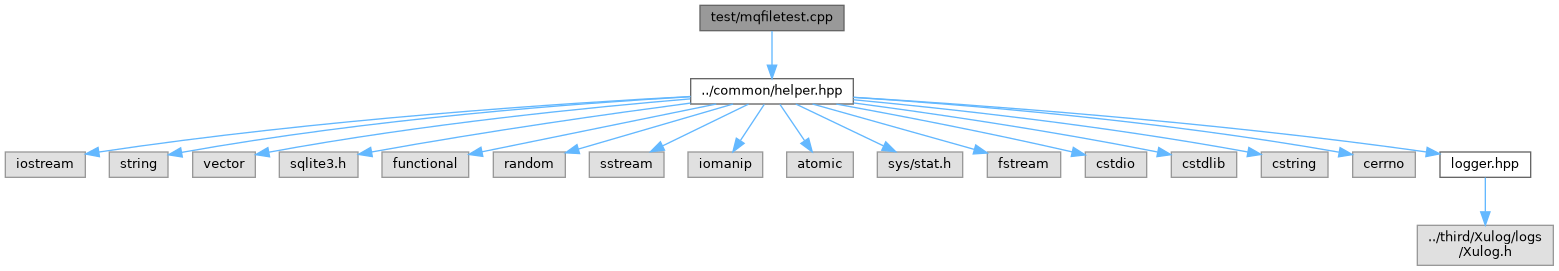 test/mqfiletest.cpp
../common/helper.hpp
iostream
string
vector
sqlite3.h
functional
random
sstream
iomanip
atomic
sys/stat.h
fstream
cstdio
cstdlib
cstring
cerrno
logger.hpp
../third/Xulog/logs
/Xulog.h